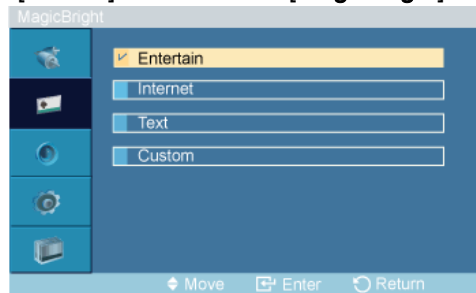 MagicBright
Entertain
Internet
Text
Custom
Move Enter Return